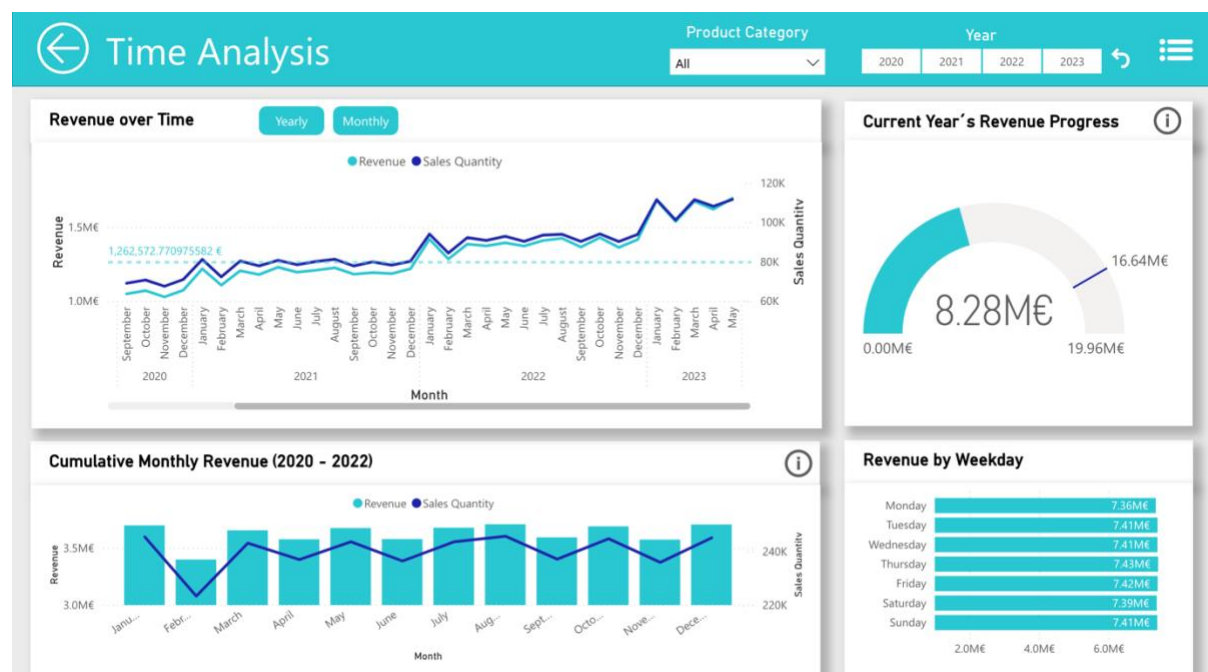 Time Analysis
Product Category
All
Year
2020 2021 2022 2023
Revenue over Time
Yearly Monthly
Revenue Sales Quantity
Revenue
1.5M€
1.0M€
1,262,572.770975582 €
120K
100K
80K
60K
Sales Quantity
September October November December January February March April May June July August September October November December January February March April May June July August September October November December January February March April May
2020 2021 2022 2023
Month
Current Year´s Revenue Progress
16.64M€
8.28M€
0.00M€ 19.96M€
Cumulative Monthly Revenue (2020 - 2022)
Revenue Sales Quantity
Revenue
3.5M€
3.0M€
240K
220K
Sales Quantity
Janu... Febr... March April May June July Aug... Sept... Octo... Nove... Dece...
Month
Revenue by Weekday
Monday 7.36M€
Tuesday 7.41M€
Wednesday 7.41M€
Thursday 7.43M€
Friday 7.42M€
Saturday 7.39M€
Sunday 7.41M€
2.0M€ 4.0M€ 6.0M€